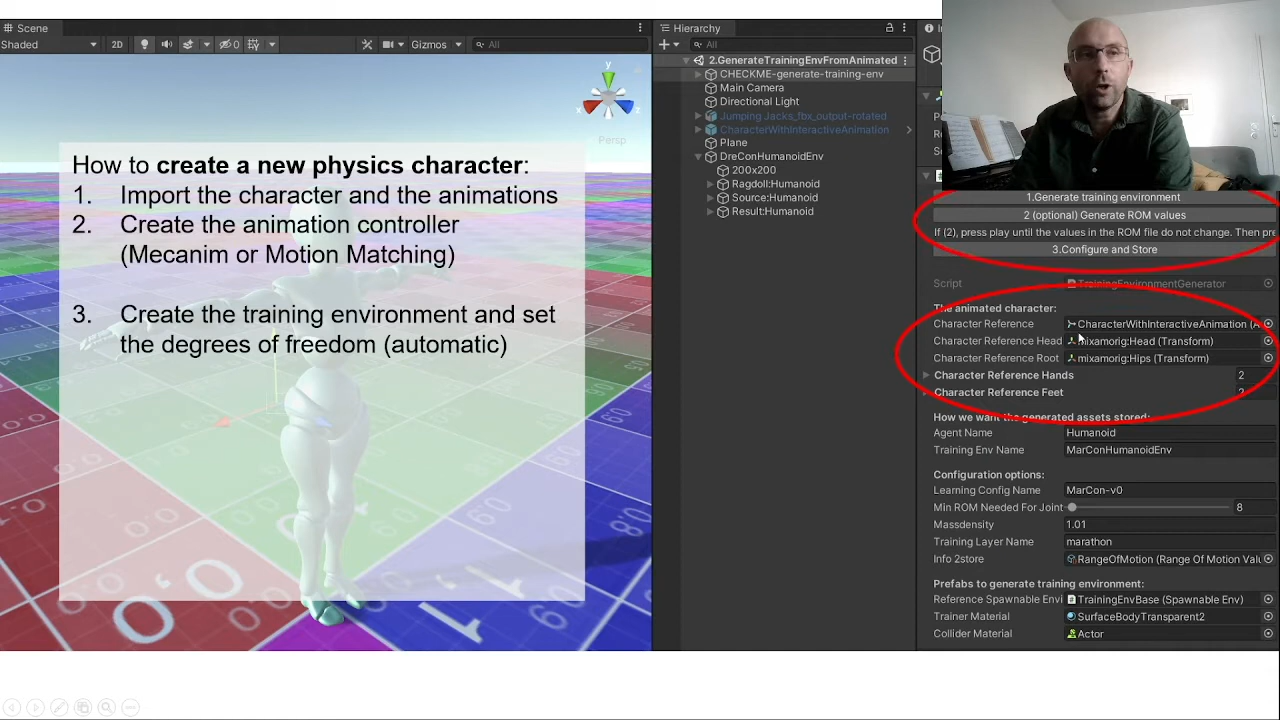 Scene
Shaded
2D
0
Gizmos
All
y
x
z
Persp
How to create a new physics character:
1. Import the character and the animations
2. Create the animation controller
(Mecanim or Motion Matching)
3. Create the training environment and set
the degrees of freedom (automatic)
Hierarchy
All
2.GenerateTrainingEnvFromAnimated
CHECKME-generate-training-env
Main Camera
Directional Light
Jumping Jacks_fbx_output-rotated
CharacterWithInteractiveAnimation
Plane
DreConHumanoidEnv
200x200
Ragdoll:Humanoid
Source:Humanoid
Result:Humanoid
1.Generate training environment
2 (optional) Generate ROM values
If (2), press play until the values in the ROM file do not change. Then pre
3.Configure and Store
Script TrainingEnvironmentGenerator
The animated character:
Character Reference CharacterWithInteractiveAnimation (A
Character Reference Head mixamorig:Head (Transform)
Character Reference Root mixamorig:Hips (Transform)
Character Reference Hands 2
Character Reference Feet 2
How we want the generated assets stored:
Agent Name Humanoid
Training Env Name MarConHumanoidEnv
Configuration options:
Learning Config Name MarCon-v0
Min ROM Needed For Joint 8
Massdensity 1.01
Training Layer Name marathon
Info 2store RangeOfMotion (Range Of Motion Valu
Prefabs to generate training environment:
Reference Spawnable Envi TrainingEnvBase (Spawnable Env)
Trainer Material SurfaceBodyTransparent2
Collider Material Actor